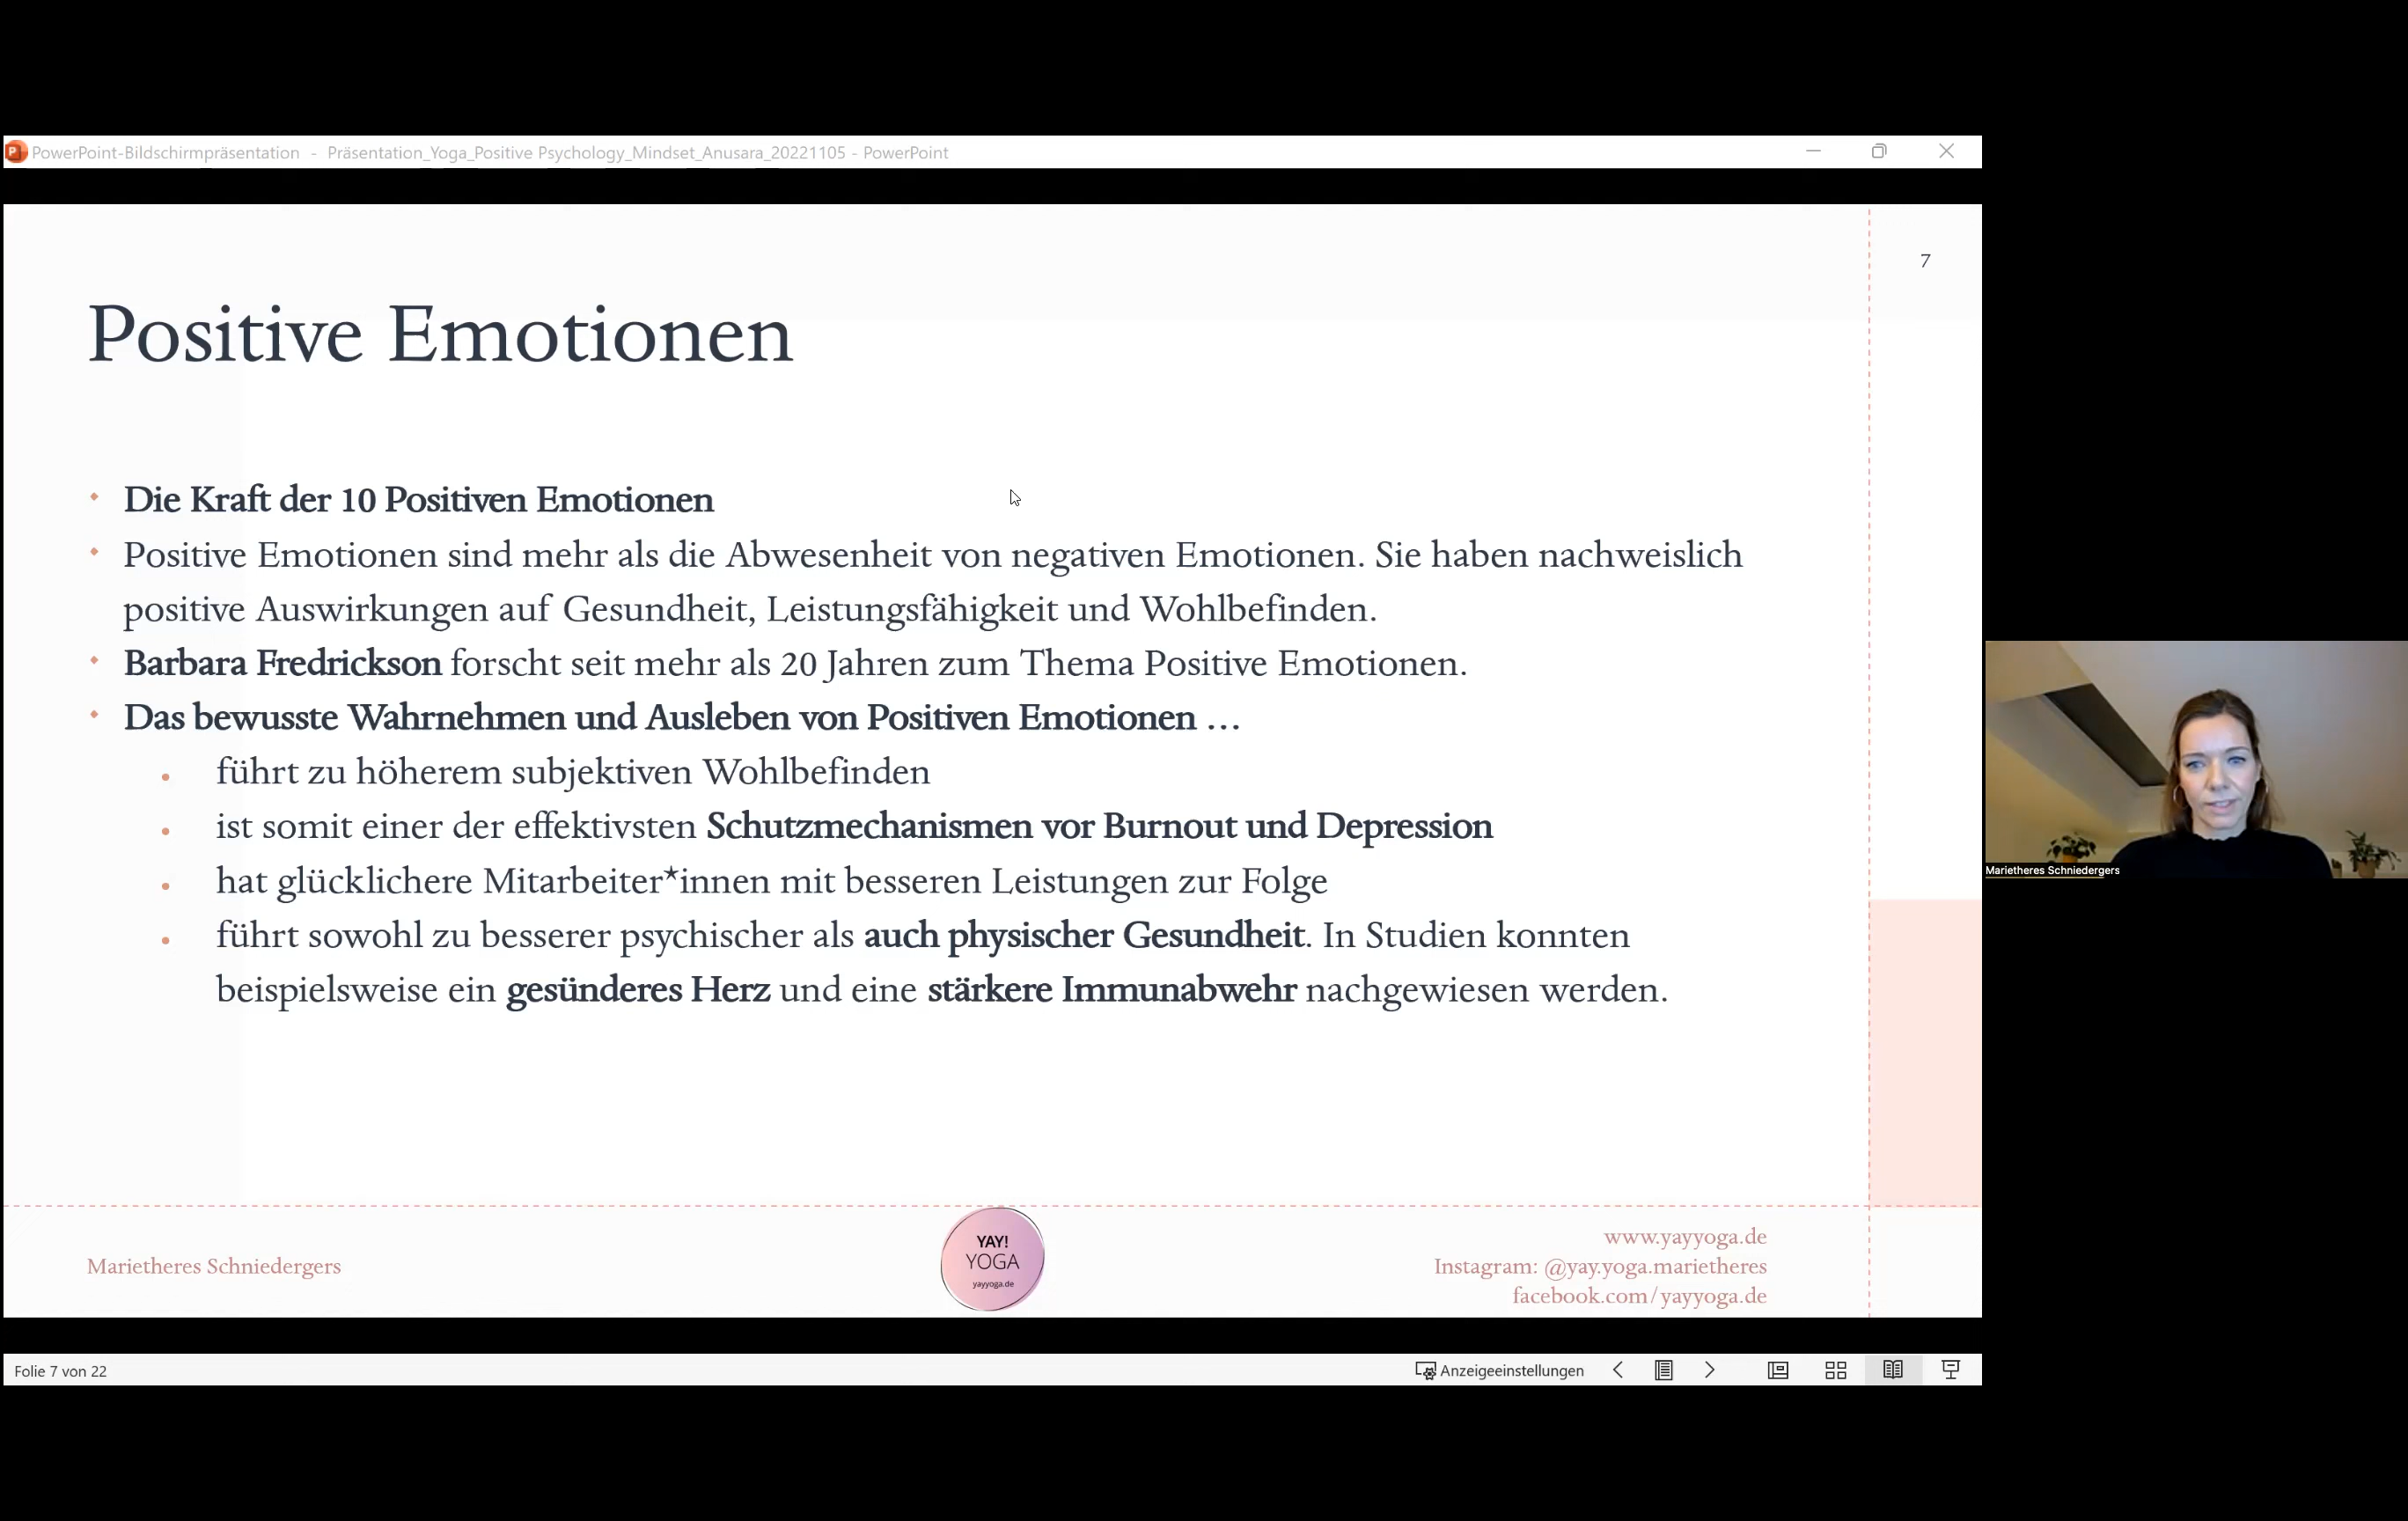 PowerPoint-Bildschirmpräsentation - Präsentation_Yoga_Positive Psychology_Mindset_Anusara_20221105 - PowerPoint
7
Positive Emotionen
Die Kraft der 10 Positiven Emotionen
Positive Emotionen sind mehr als die Abwesenheit von negativen Emotionen. Sie haben nachweislich
positive Auswirkungen auf Gesundheit, Leistungsfähigkeit und Wohlbefinden.
Barbara Fredrickson forscht seit mehr als 20 Jahren zum Thema Positive Emotionen.
Das bewusste Wahrnehmen und Ausleben von Positiven Emotionen …
führt zu höherem subjektiven Wohlbefinden
ist somit einer der effektivsten Schutzmechanismen vor Burnout und Depression
hat glücklichere Mitarbeiter*innen mit besseren Leistungen zur Folge
führt sowohl zu besserer psychischer als auch physischer Gesundheit. In Studien konnten
beispielsweise ein gesünderes Herz und eine stärkere Immunabwehr nachgewiesen werden.
Marietheres Schniedergers
Marietheres Schniedergers
YAY!
YOGA
yayyoga.de
www.yayyoga.de
Instagram: @yay.yoga.marietheres
facebook.com/yayyoga.de
Folie 7 von 22
Anzeigeeinstellungen